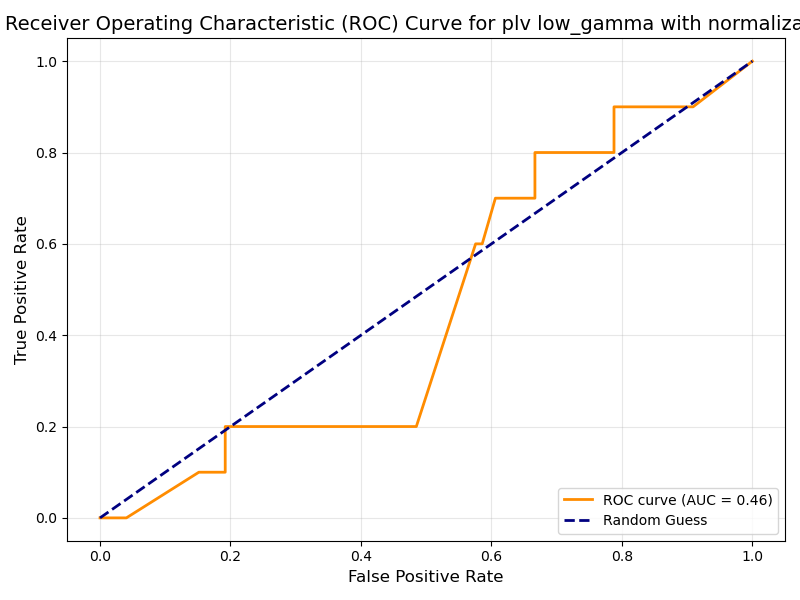 Receiver Operating Characteristic (ROC) Curve for plv low_gamma with normaliza
1.0
0.8
0.6
0.4
0.2
0.0
True Positive Rate
ROC curve (AUC = 0.46)
Random Guess
0.0 0.2 0.4 0.6 0.8 1.0
False Positive Rate